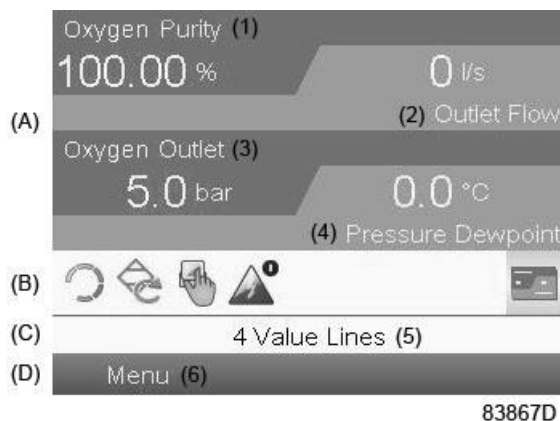 Oxygen Purity (1)
100.00 % 0 l/s
(A) (2) Outlet Flow
Oxygen Outlet (3)
5.0 bar 0.0 °C
(4) Pressure Dewpoint
(B)
(C) 4 Value Lines (5)
(D) Menu (6)
83867D